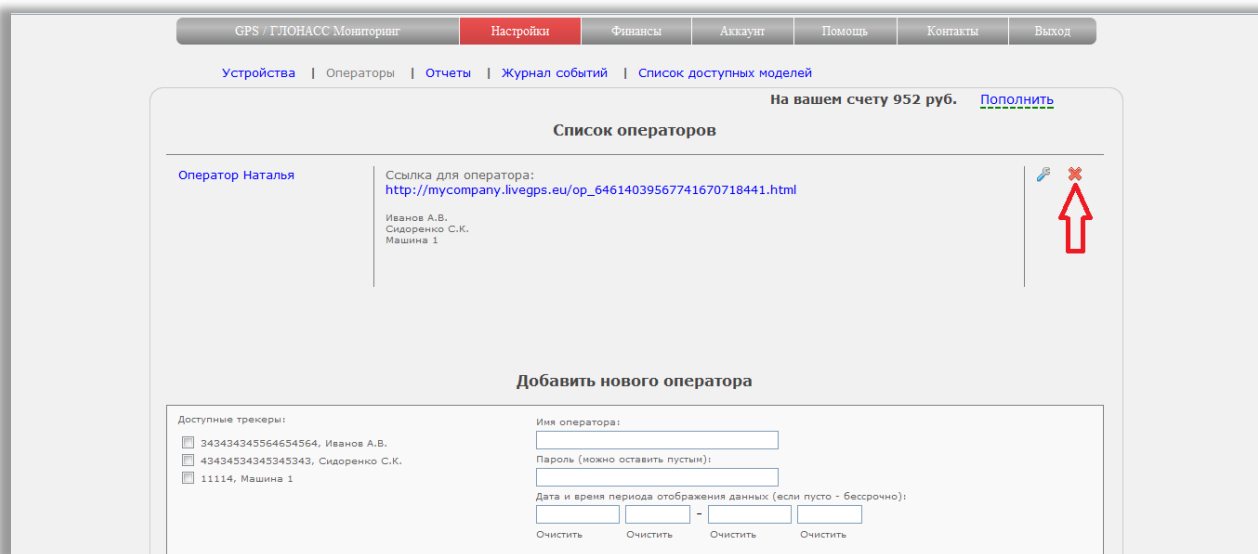 GPS / ГЛОНАСС Мониторинг Настройки Финансы Аккаунт Помощь Контакты Выход
Устройства | Операторы | Отчеты | Журнал событий | Список доступных моделей
На вашем счету 952 руб. Пополнить
Список операторов
Оператор Наталья
Ссылка для оператора:
http://mycompany.livegps.eu/op_64614039567741670718441.html
Иванов А.В.
Сидоренко С.К.
Машина 1
Добавить нового оператора
Доступные трекеры:
343434345564654564, Иванов А.В.
43434534345345343, Сидоренко С.К.
11114, Машина 1
Имя оператора:
Пароль (можно оставить пустым):
Дата и время периода отображения данных (если пусто - бессрочно):
-
Очистить Очистить Очистить Очистить